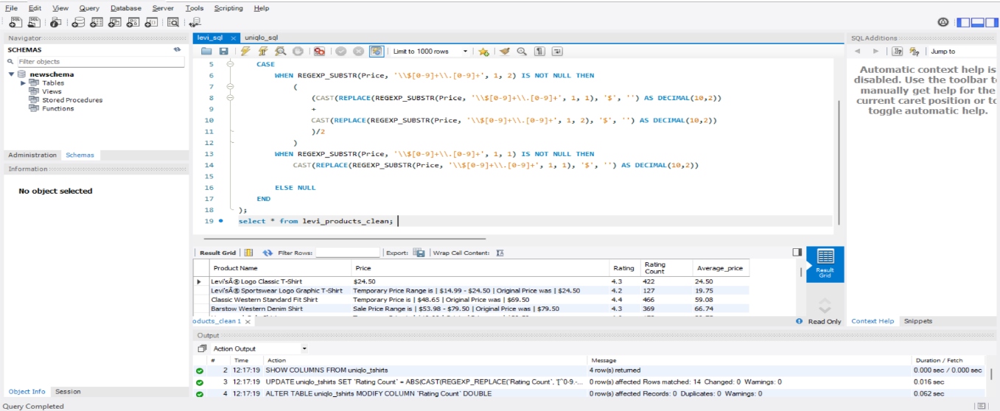 File Edit View Query Database Server Tools Scripting Help
Navigator
SCHEMAS
Filter objects
newschema
Tables
Views
Stored Procedures
Functions
Administration Schemas
Information
No object selected
Object Info Session
Query Completed
levi_sql × uniqlo_sql
Limit to 1000 rows
5 CASE
6 WHEN REGEXP_SUBSTR(Price, '\\$[0-9]+\\.[0-9]+', 1, 2) IS NOT NULL THEN
7 (
8 (CAST(REPLACE(REGEXP_SUBSTR(Price, '\\$[0-9]+\\.[0-9]+', 1, 1), '$', '') AS DECIMAL(10,2))
9 +
10 CAST(REPLACE(REGEXP_SUBSTR(Price, '\\$[0-9]+\\.[0-9]+', 1, 2), '$', '') AS DECIMAL(10,2))
11 )/2
12 )
13 WHEN REGEXP_SUBSTR(Price, '\\$[0-9]+\\.[0-9]+', 1, 1) IS NOT NULL THEN
14 CAST(REPLACE(REGEXP_SUBSTR(Price, '\\$[0-9]+\\.[0-9]+', 1, 1), '$', '') AS DECIMAL(10,2))
15
16 ELSE NULL
17 END
18 );
19 select * from levi_products_clean;
Result Grid Filter Rows: Export: Wrap Cell Content:
Product Name Price Rating Rating Count Average_price
Levi'sÂ® Logo Classic T-Shirt $24.50 4.3 422 24.50
Levi'sÂ® Sportswear Logo Graphic T-Shirt Temporary Price Range is | $14.99 - $24.50 | Original Price was | $24.50 4.2 127 19.75
Classic Western Standard Fit Shirt Temporary Price is | $48.65 | Original Price was | $69.50 4.4 466 59.08
Barstow Western Denim Shirt Sale Price Range is | $53.98 - $79.50 | Original Price was | $79.50 4.3 369 66.74
Result Grid
oducts_clean 1 × Read Only
Output
Action Output
# Time Action Message Duration / Fetch
2 12:17:19 SHOW COLUMNS FROM uniqlo_tshirts 4 row(s) returned 0.000 sec / 0.000 sec
3 12:17:19 UPDATE uniqlo_tshirts SET `Rating Count` = ABS(CAST(REGEXP_REPLACE(`Rating Count`, '[^0-9.-... 0 row(s) affected Rows matched: 14 Changed: 0 Warnings: 0 0.016 sec
4 12:17:19 ALTER TABLE uniqlo_tshirts MODIFY COLUMN `Rating Count` DOUBLE 0 row(s) affected Records: 0 Duplicates: 0 Warnings: 0 0.062 sec
SQLAdditions
Jump to
Automatic context help is
disabled. Use the toolbar to
manually get help for the
current caret position or to
toggle automatic help.
Context Help Snippets